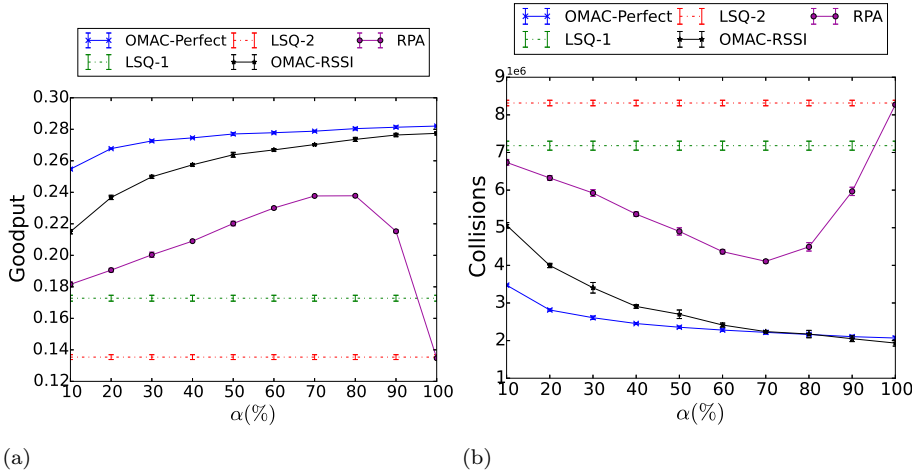 OMAC-Perfect LSQ-2 RPA
LSQ-1 OMAC-RSSI
0.30
0.28
0.26
0.24
0.22
0.20
0.18
0.16
0.14
0.12
Goodput
10 20 30 40 50 60 70 80 90 100
α(%)
(a)
OMAC-Perfect LSQ-2 RPA
LSQ-1 OMAC-RSSI
1e6
9
8
7
6
5
4
3
2
1
Collisions
10 20 30 40 50 60 70 80 90 100
α(%)
(b)